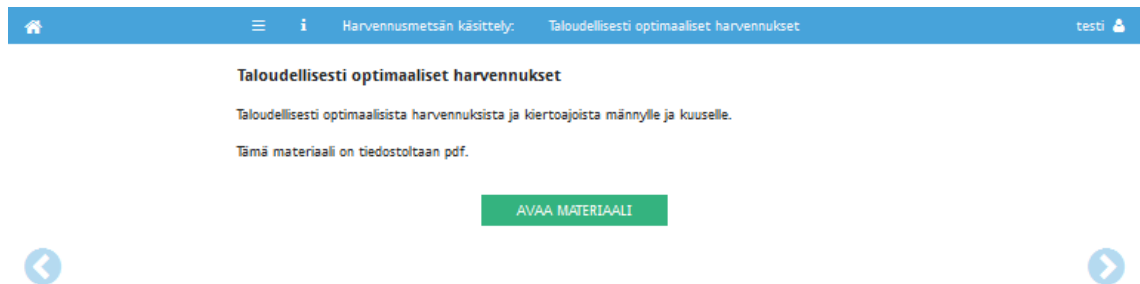 Harvennusmetsän käsittely: Taloudellisesti optimaaliset harvennukset testi
Taloudellisesti optimaaliset harvennukset
Taloudellisesti optimaalisista harvennuksista ja kiertoajoista männylle ja kuuselle.
Tämä materiaali on tiedostoltaan pdf.
AVAA MATERIAALI